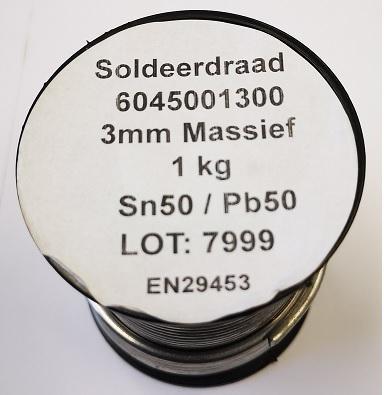 Soldeerdraad
6045001300
3mm Massief
1 kg
Sn50 / Pb50
LOT: 7999
EN29453